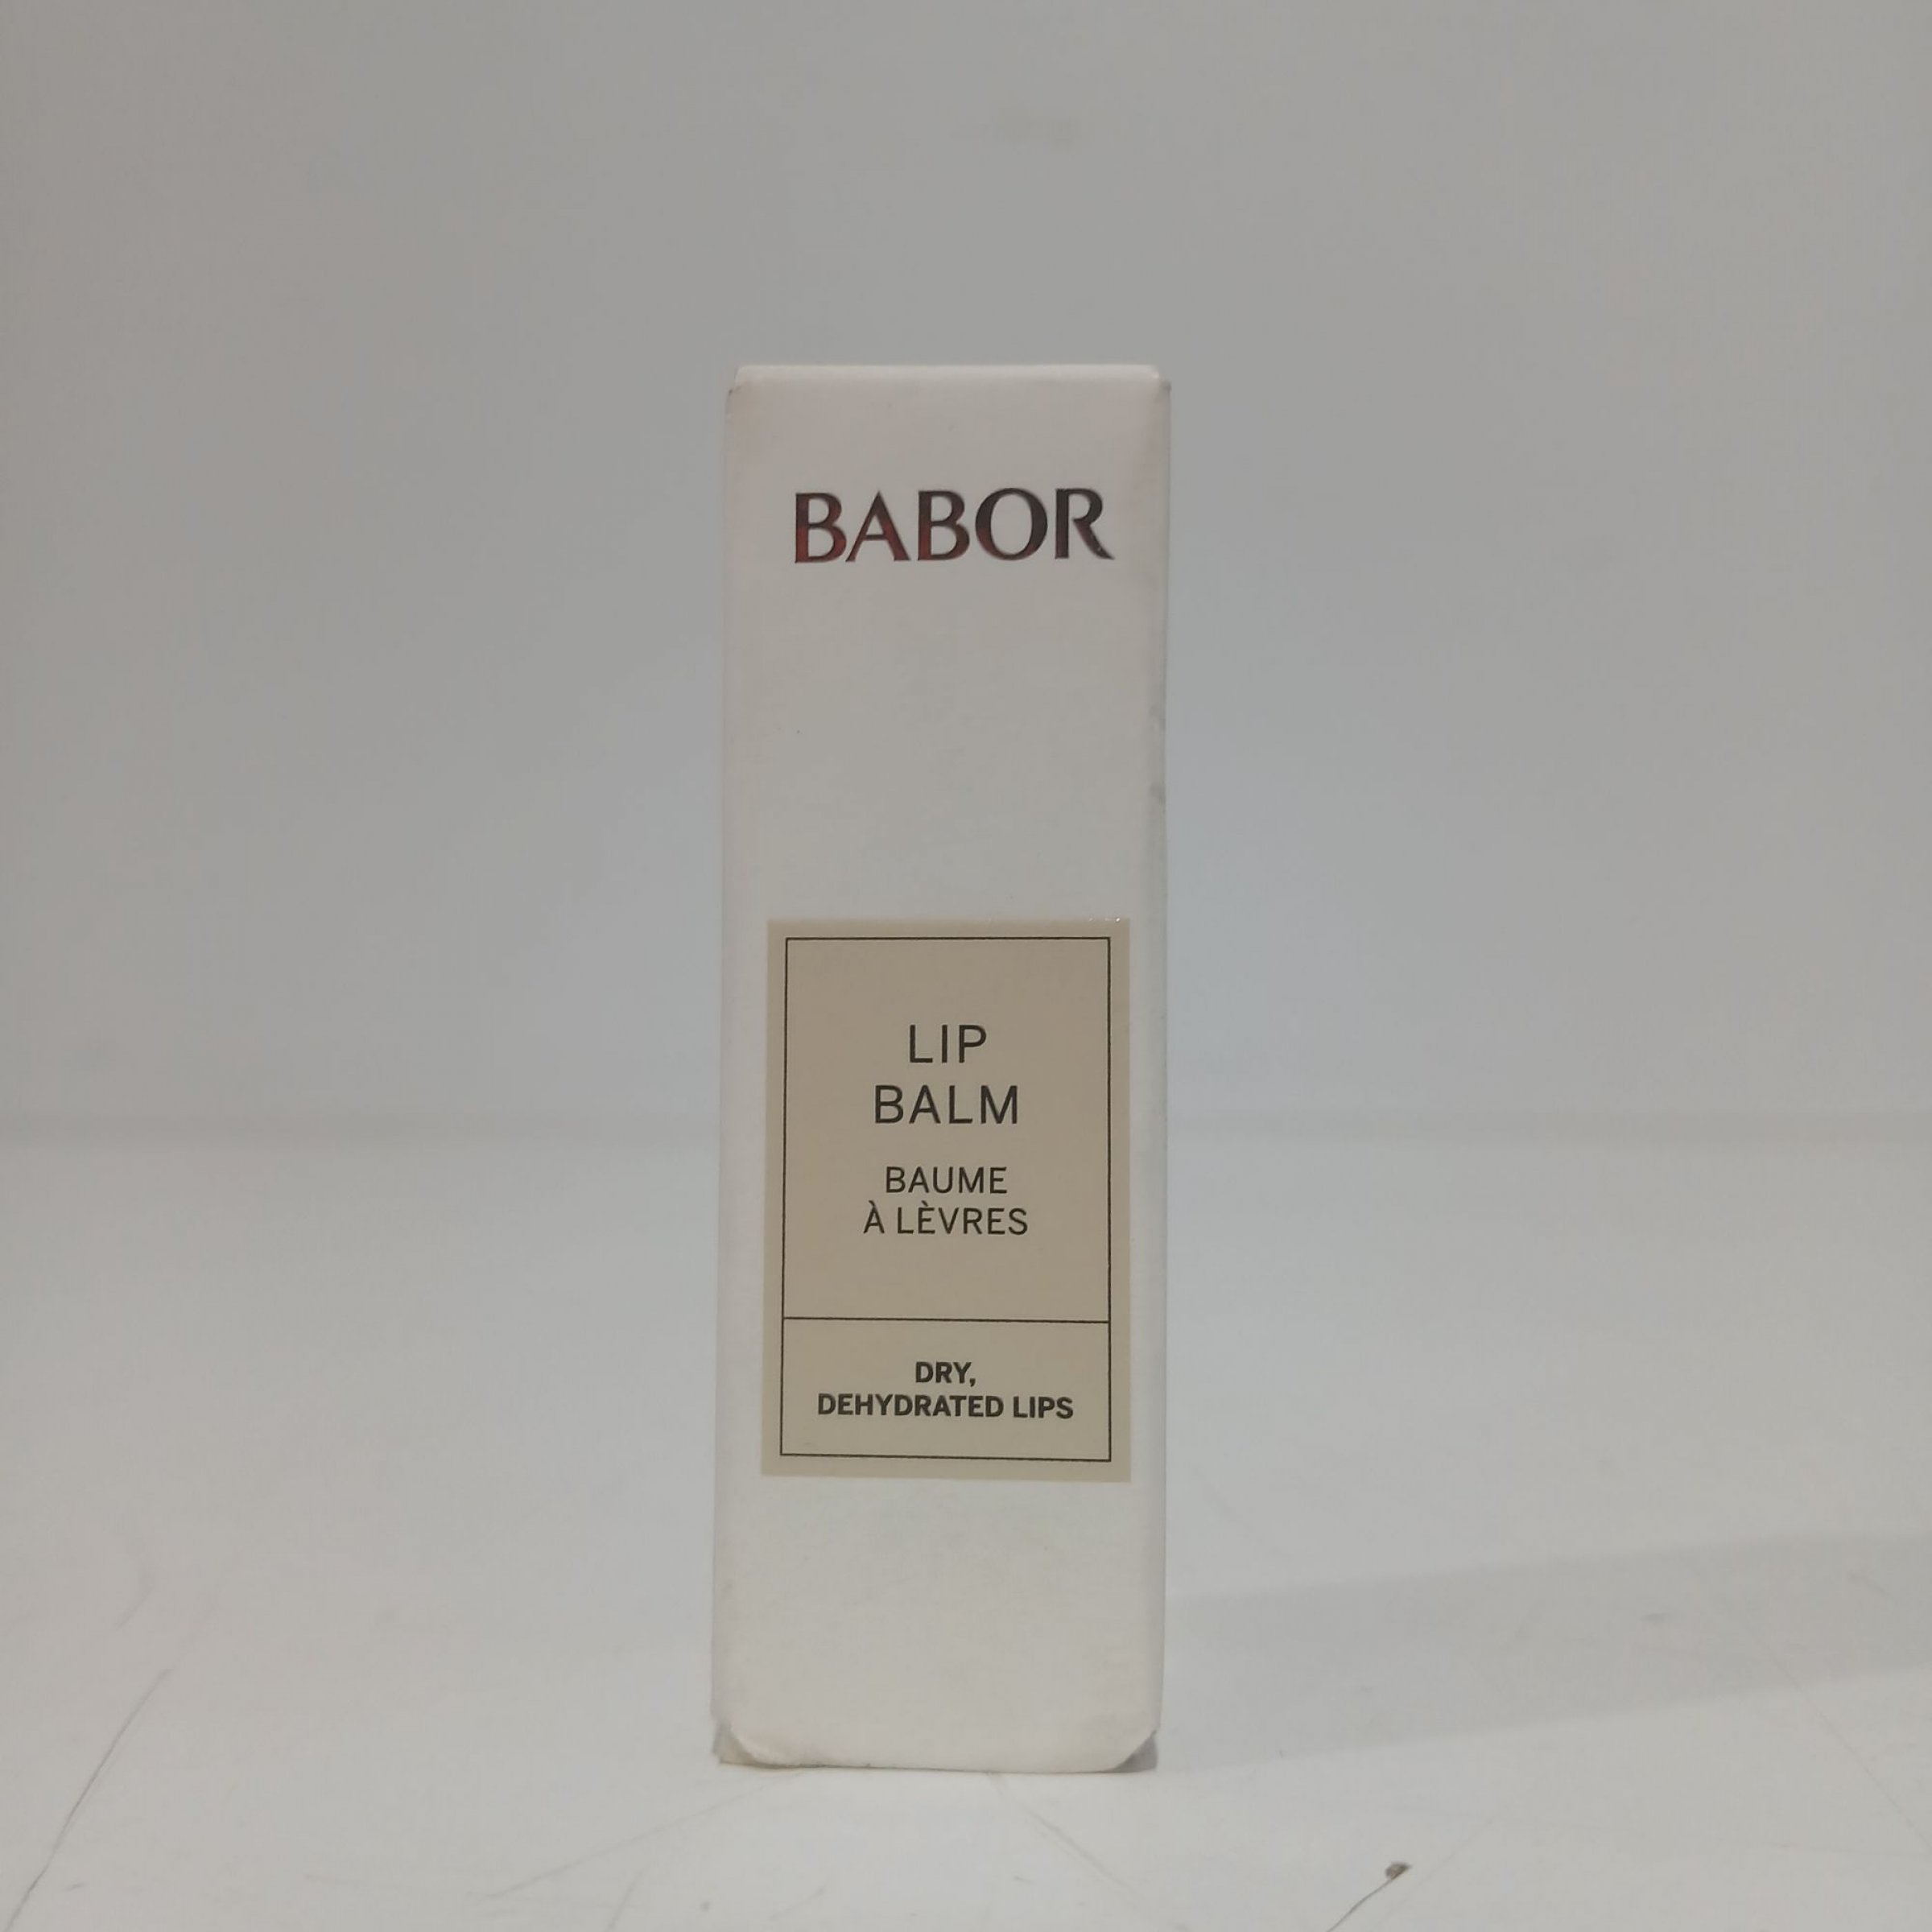 BABOR
LIP
BALM
BAUME
À LÈVRES
DRY,
DEHYDRATED LIPS